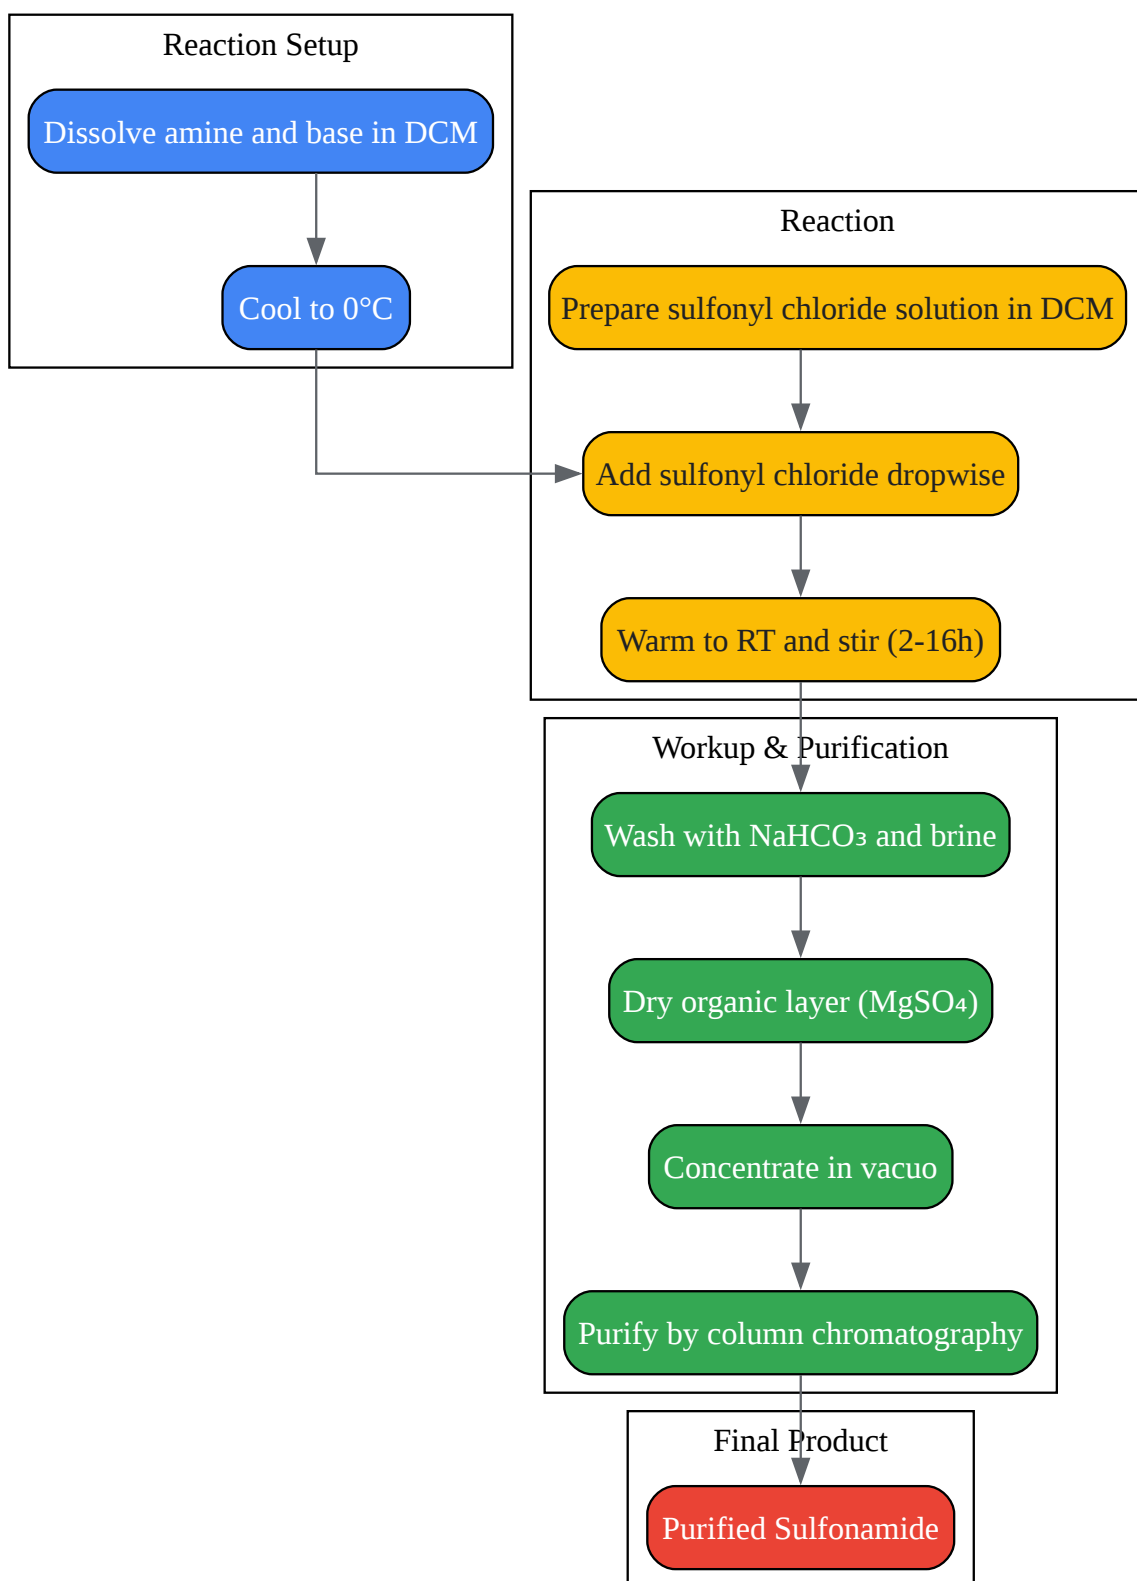 Reaction Setup
Dissolve amine and base in DCM
Cool to 0°C
Reaction
Prepare sulfonyl chloride solution in DCM
Add sulfonyl chloride dropwise
Warm to RT and stir (2-16h)
Workup & Purification
Wash with NaHCO₃ and brine
Dry organic layer (MgSO₄)
Concentrate in vacuo
Purify by column chromatography
Final Product
Purified Sulfonamide